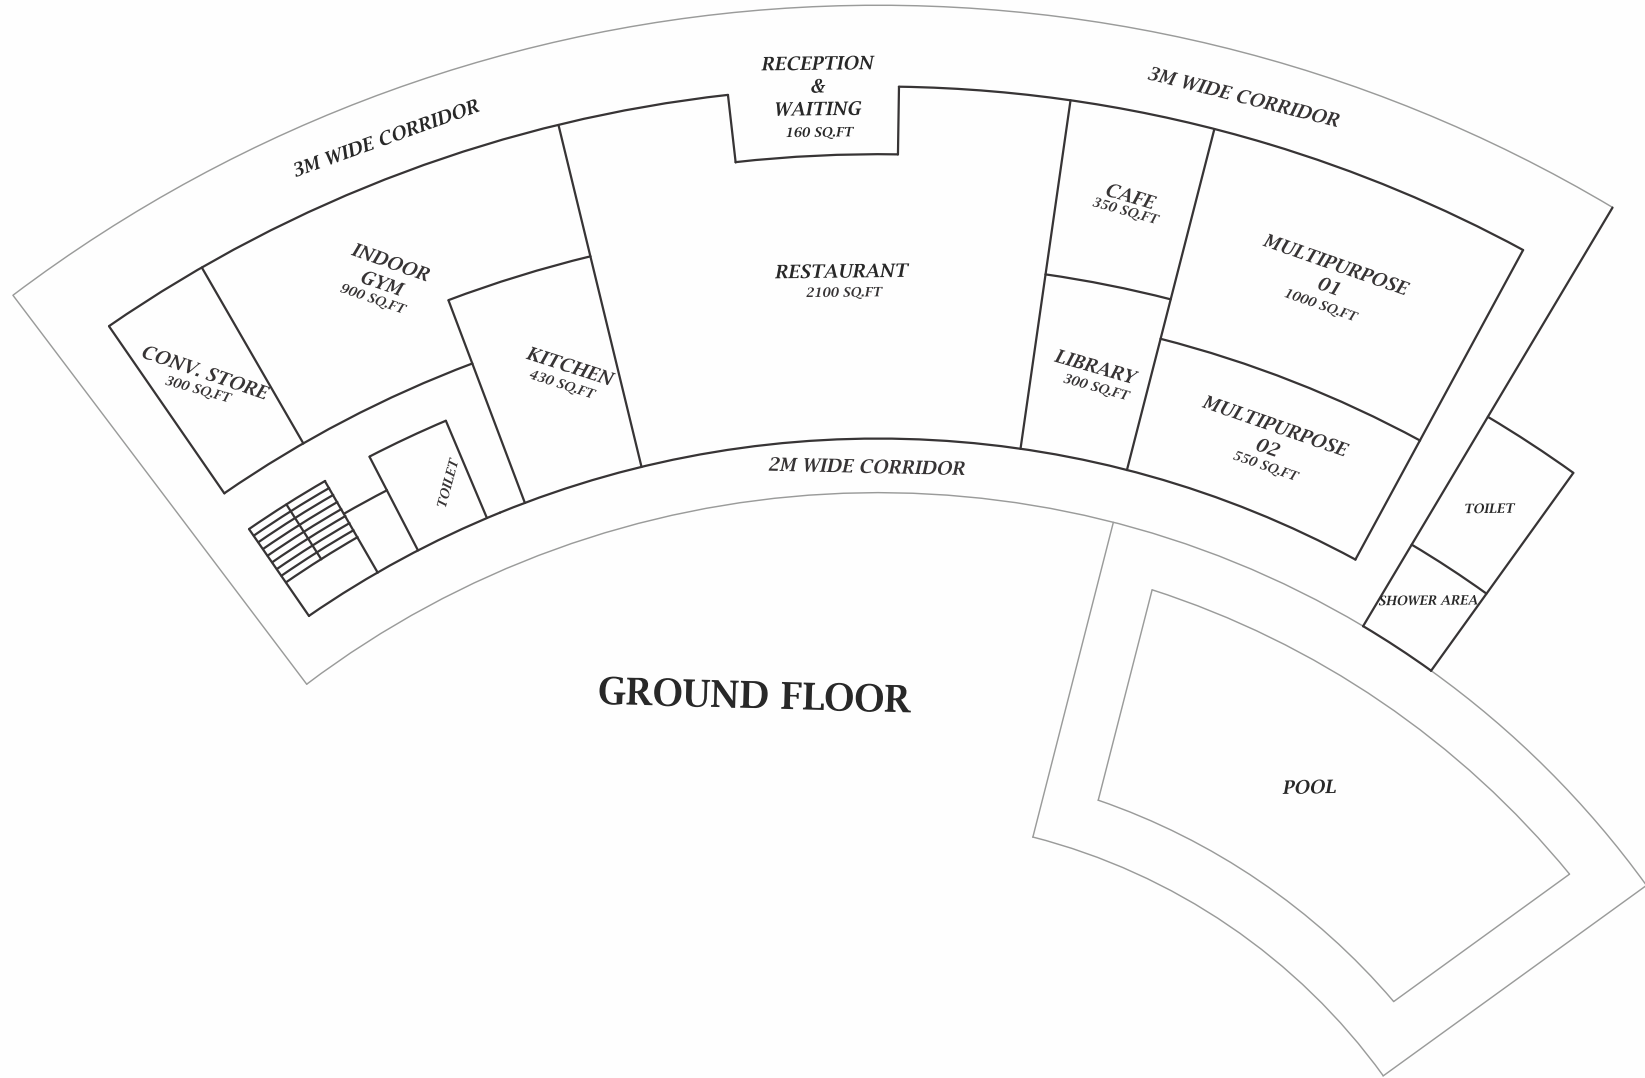 RECEPTION
&
WAITING
160 SQ.FT
3M WIDE CORRIDOR
3M WIDE CORRIDOR
CONV. STORE
300 SQ.FT
INDOOR
GYM
900 SQ.FT
KITCHEN
430 SQ.FT
TOILET
RESTAURANT
2100 SQ.FT
CAFE
350 SQ.FT
LIBRARY
300 SQ.FT
MULTIPURPOSE
01
1000 SQ.FT
MULTIPURPOSE
02
550 SQ.FT
2M WIDE CORRIDOR
TOILET
SHOWER AREA
GROUND FLOOR
POOL